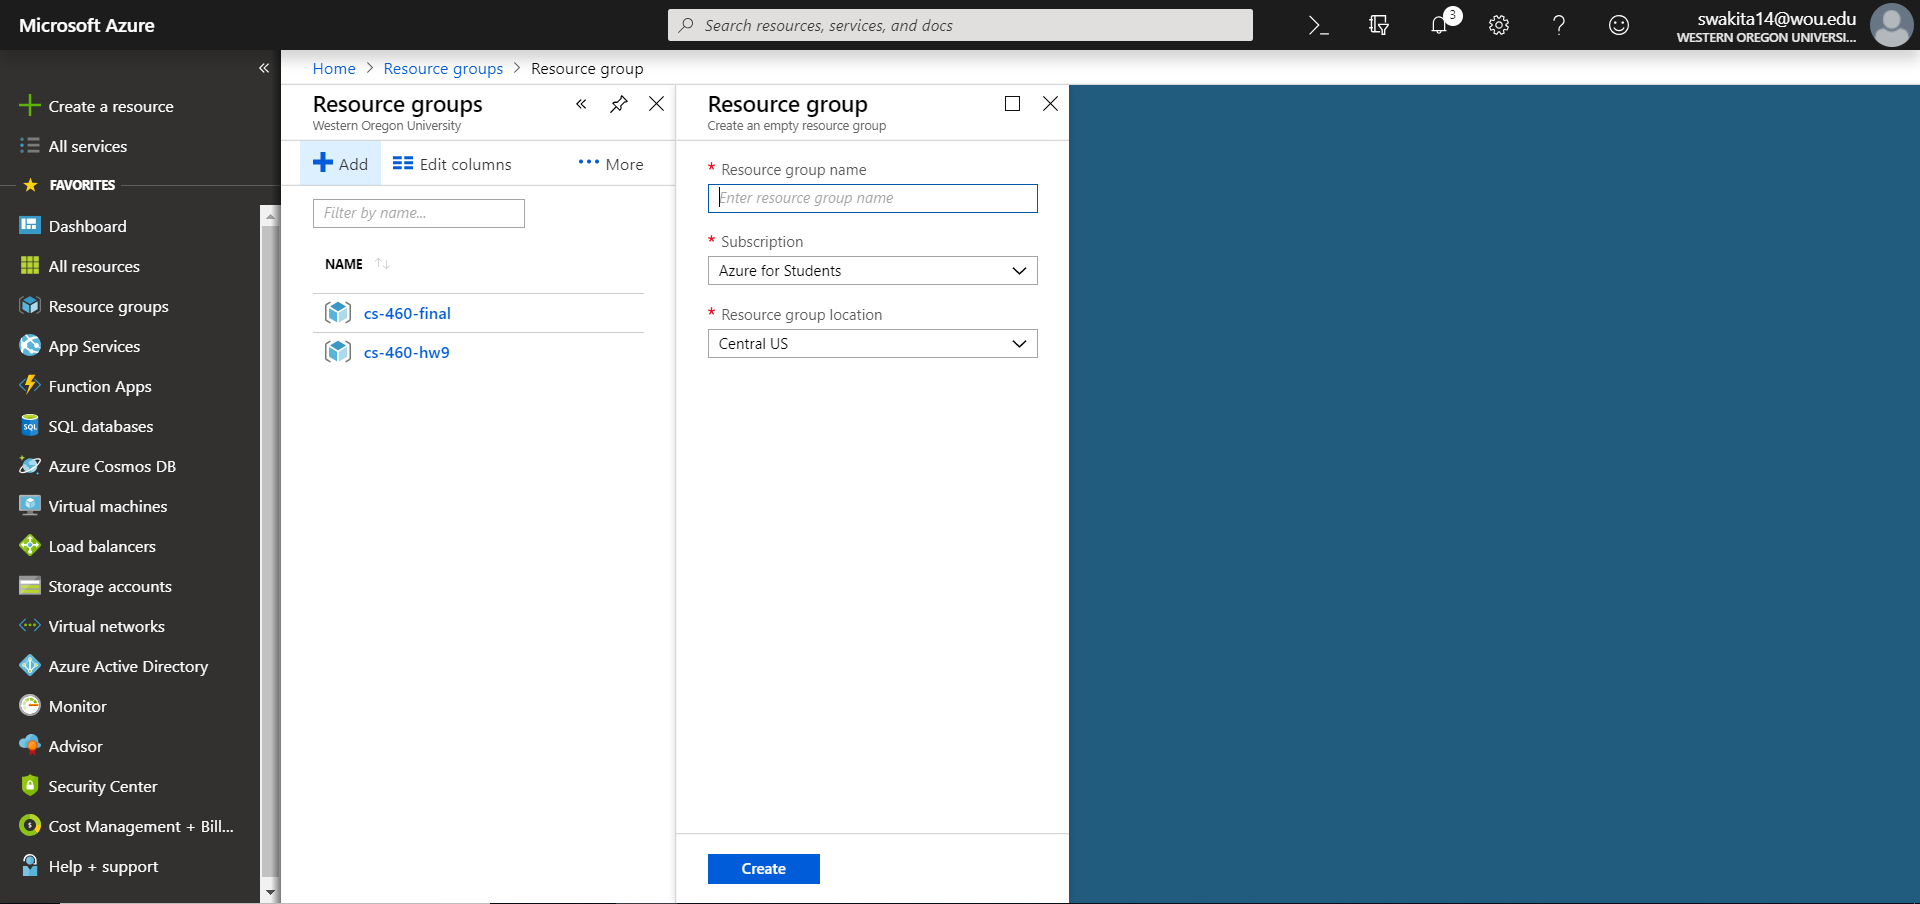 Microsoft Azure
Search resources, services, and docs
3
swakita14@wou.edu
WESTERN OREGON UNIVERSI...
Create a resource
All services
FAVORITES
Dashboard
All resources
Resource groups
App Services
Function Apps
SQL
SQL databases
Azure Cosmos DB
Virtual machines
Load balancers
Storage accounts
Virtual networks
Azure Active Directory
Monitor
Advisor
Security Center
Cost Management + Bill...
Help + support
Home > Resource groups > Resource group
Resource groups
Western Oregon University
Add
Edit columns
More
Filter by name...
NAME
cs-460-final
cs-460-hw9
Resource group
Create an empty resource group
* Resource group name
Enter resource group name
* Subscription
Azure for Students
* Resource group location
Central US
Create